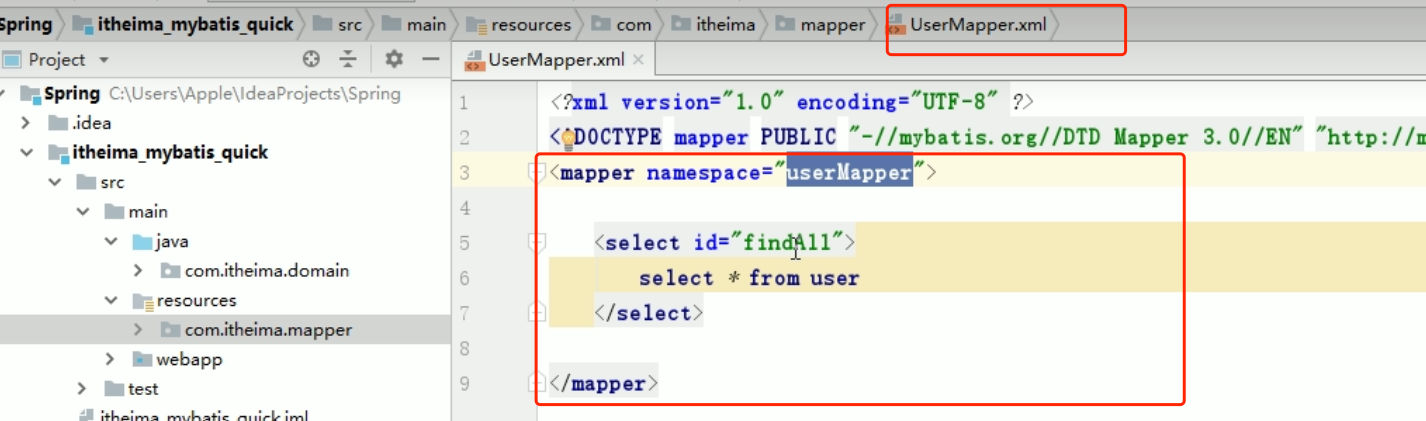 Spring itheima_mybatis_quick src main resources com itheima mapper UserMapper.xml
Project
UserMapper.xml
Spring C:\Users\Apple\IdeaProjects\Spring
.idea
itheima_mybatis_quick
src
main
java
com.itheima.domain
resources
com.itheima.mapper
webapp
test
itheima_mybatis_quick.iml
1 <?xml version="1.0" encoding="UTF-8" ?>
2 <!DOCTYPE mapper PUBLIC "-//mybatis.org//DTD Mapper 3.0//EN" "http://m
3 <mapper namespace="userMapper">
4
5 <select id="findAll">
6 select * from user
7 </select>
8
9 </mapper>